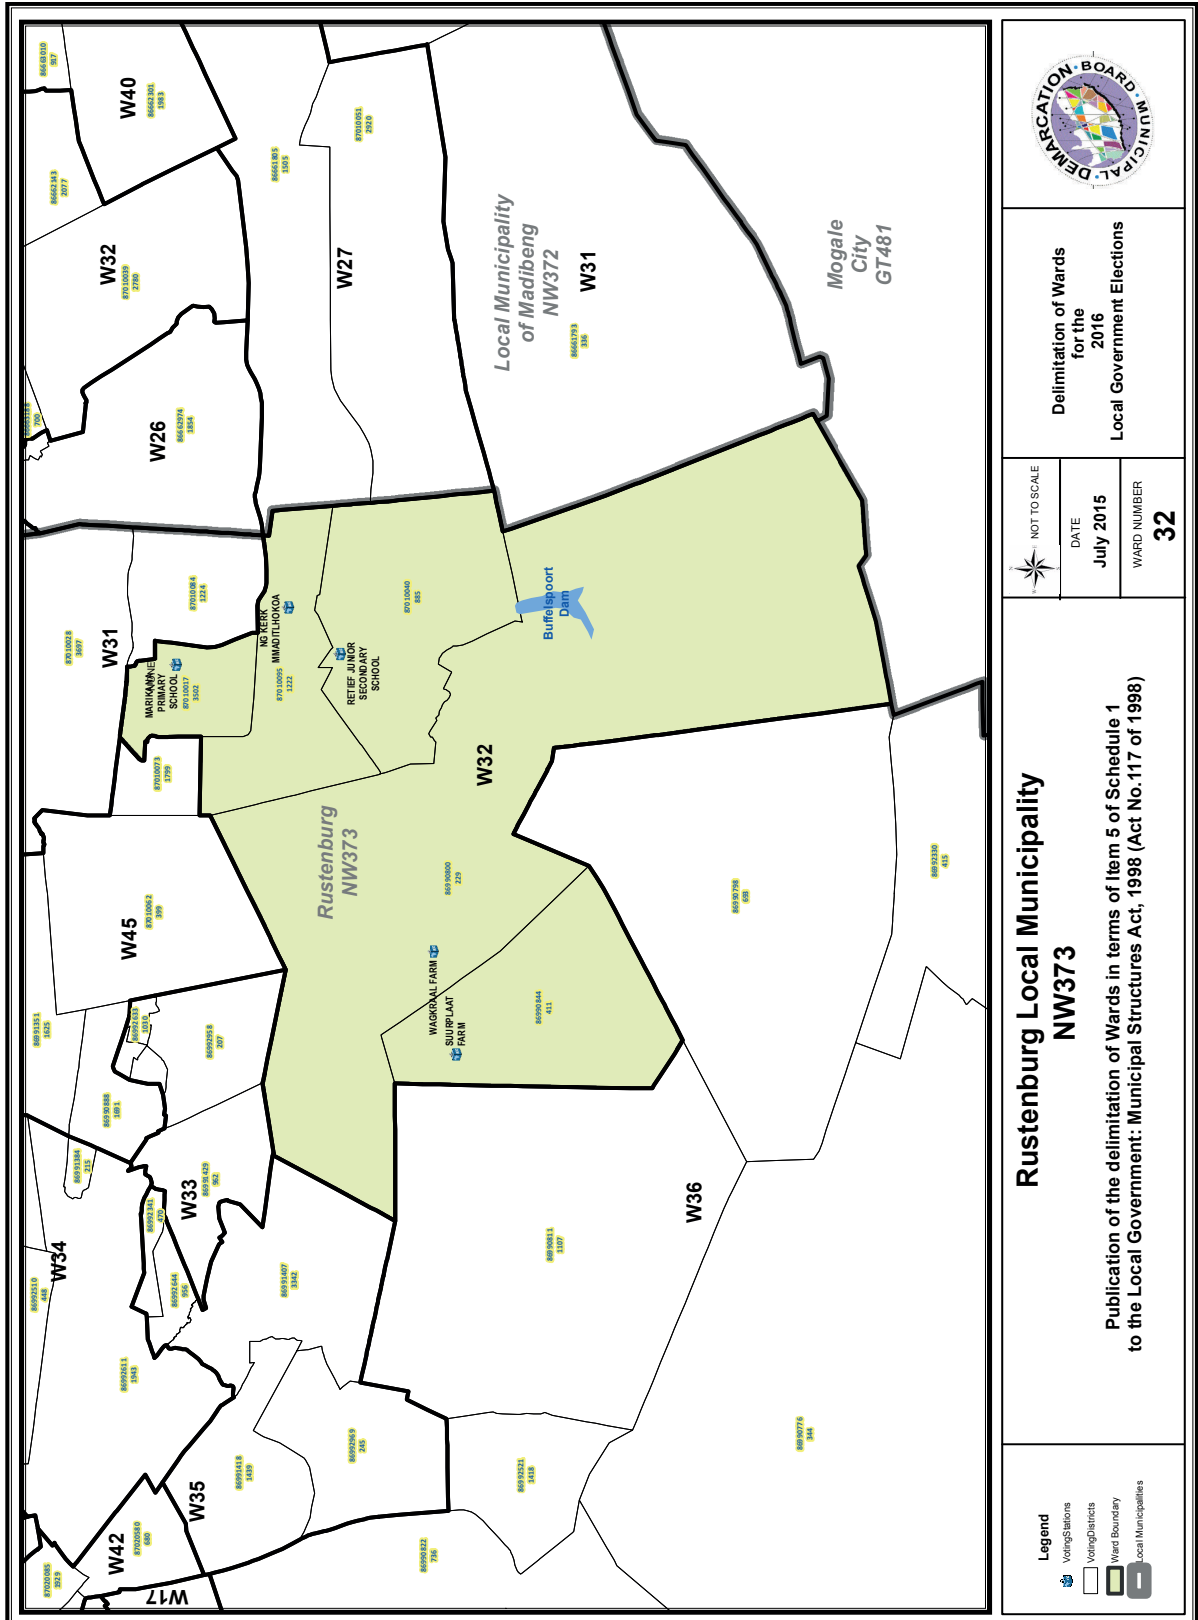 Rustenburg Local Municipality
NW373
Publication of the delimitation of Wards in terms of Item 5 of Schedule 1
to the Local Government: Municipal Structures Act, 1998 (Act No.117 of 1998)
Delimitation of Wards
for the
2016
Local Government Elections
NOT TO SCALE
DATE
July 2015
WARD NUMBER
32
MUNICIPAL DEMARCATION BOARD
Legend
VotingStations
VotingDistricts
Ward Boundary
Local Municipalities
W17
W42
W35
W34
W33
W45
W31
W26
W32
W40
W27
W31
W32
W36
Rustenburg
NW373
Local Municipality
of Madibeng
NW372
Mogale
City
GT481
Buffelspoort
Dam
PRIMARY
SCHOOL
NG KERK
MMADITLHOKOA
RETIEF JUNIOR
SECONDARY
SCHOOL
WAGKRAAL FARM
SUURPLAAT
FARM
87020085
1929
87020580
680
86992510
448
86992611
1943
86991418
1439
86992969
245
86992521
1418
86990822
736
86990776
344
86991384
215
86992341
470
86992644
956
86991429
962
86991407
3342
86990811
1107
86991351
1625
86990888
1691
86992633
1030
86992958
207
87010062
399
87010073
1799
87010028
3697
87010084
1224
87010017
3502
87010095
1222
87010040
885
86990800
229
86990844
411
86990798
693
86992330
415
700
86662974
1854
87010039
2780
86662143
2077
86663010
917
86662301
1983
86661805
1505
87010051
2920
86661793
336